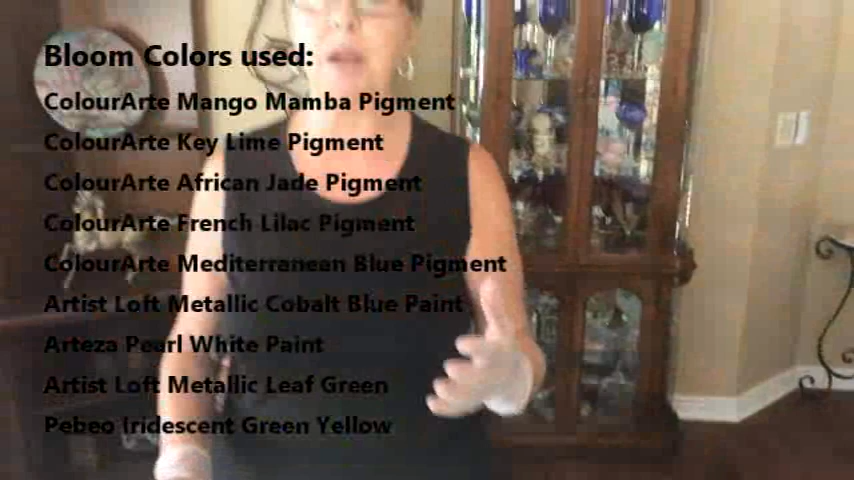 Bloom Colors used:
ColourArte Mango Mamba Pigment
ColourArte Key Lime Pigment
ColourArte African Jade Pigment
ColourArte French Lilac Pigment
ColourArte Mediterranean Blue Pigment
Artist Loft Metallic Cobalt Blue Paint
Arteza Pearl White Paint
Artist Loft Metallic Leaf Green
Pebeo Iridescent Green Yellow